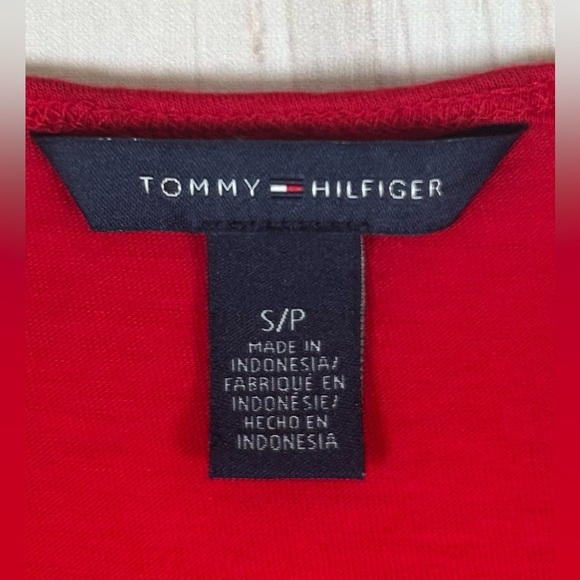 TOMMY HILFIGER
S/P
MADE IN
INDONESIA/
FABRIQUÉ EN
INDONÉSIE/
HECHO EN
INDONESIA